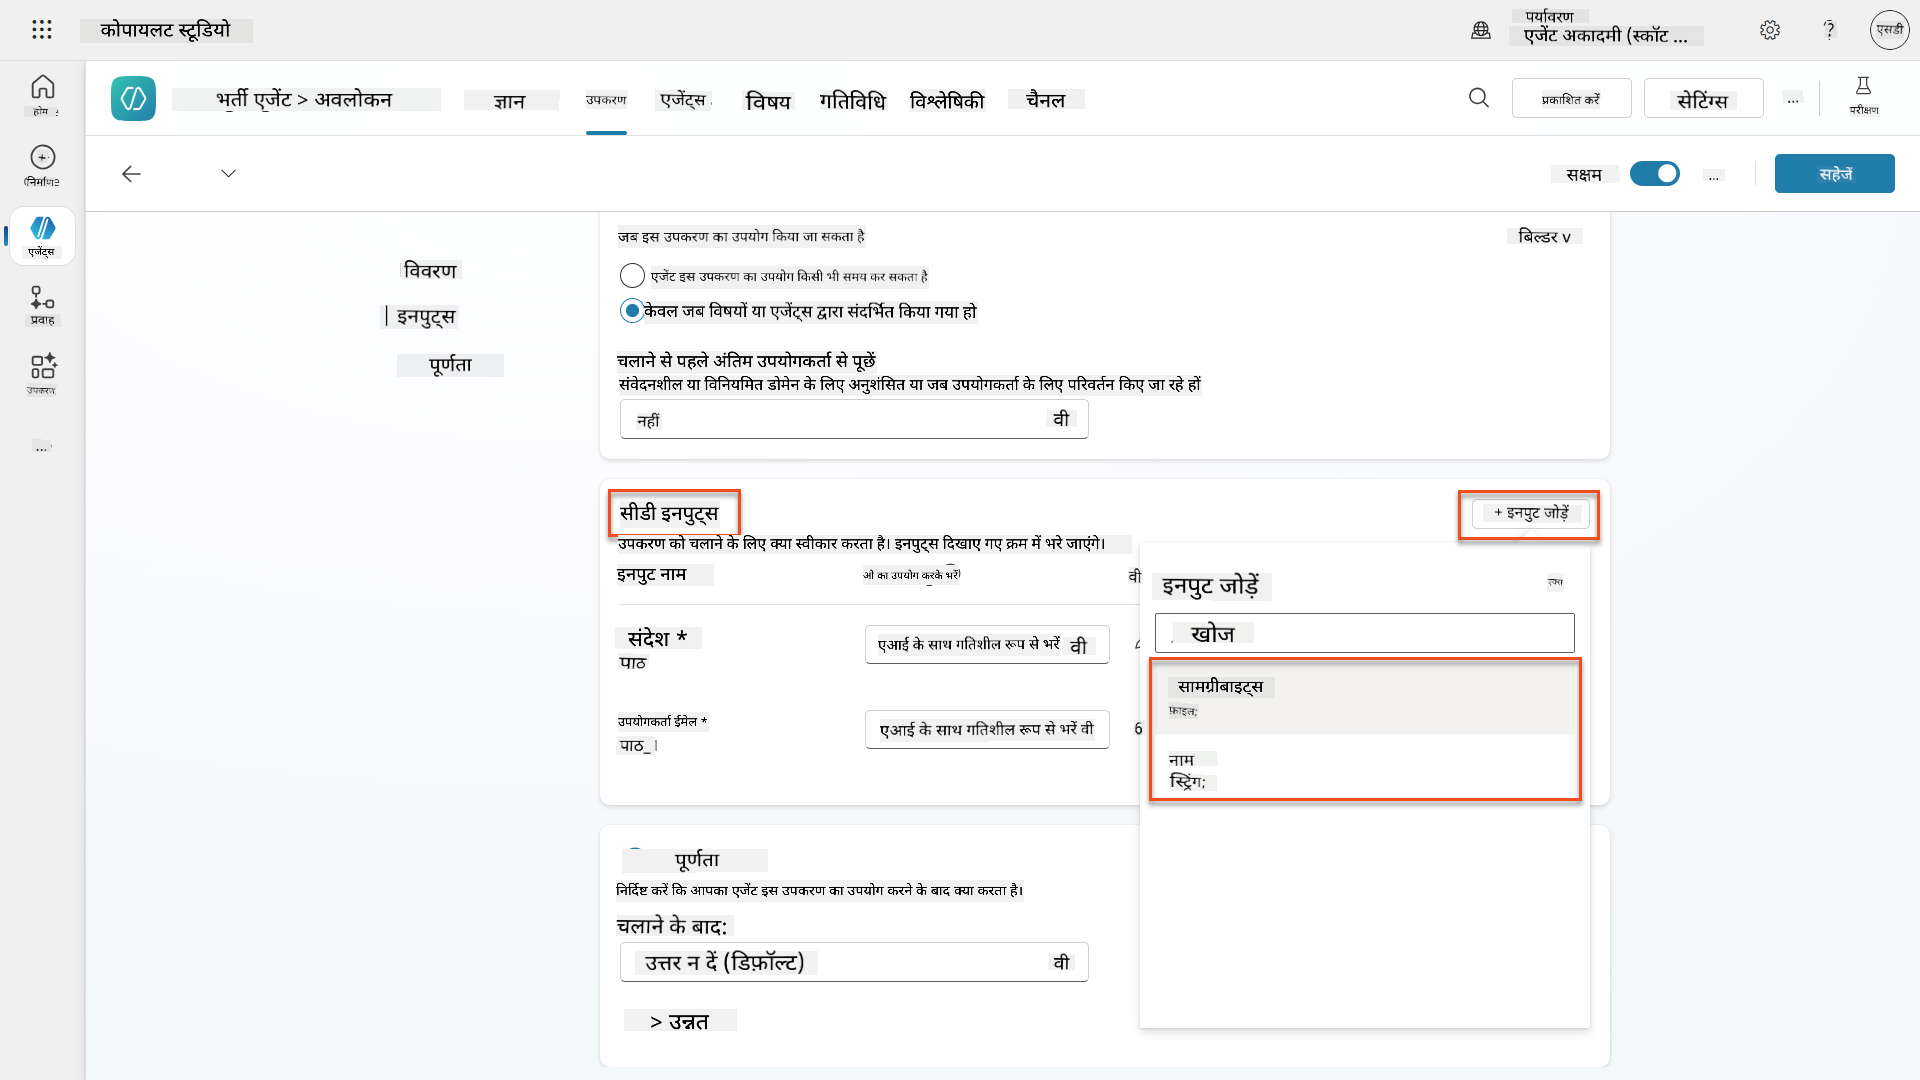 कोपायलट स्टूडियो
पर्यावरण
एजेंट अकादमी (स्कॉट ...
?
एसडी
होम
भर्ती एजेंट > अवलोकन
ज्ञान
उपकरण
एजेंट्स
विषय
गतिविधि
विश्लेषिकी
चैनल
प्रकाशित करें
सेटिंग्स
...
परीक्षण
निर्माण
सक्षम
...
सहेजें
एजेंट्स
प्रवाह
उपकरण
...
विवरण
| इनपुट्स
पूर्णता
जब इस उपकरण का उपयोग किया जा सकता है
बिल्डर v
एजेंट इस उपकरण का उपयोग किसी भी समय कर सकता है
केवल जब विषयों या एजेंट्स द्वारा संदर्भित किया गया हो
चलाने से पहले अंतिम उपयोगकर्ता से पूछें
संवेदनशील या विनियमित डोमेन के लिए अनुशंसित या जब उपयोगकर्ता के लिए परिवर्तन किए जा रहे हों
नहीं
वी
सीडी इनपुट्स
+ इनपुट जोड़ें
उपकरण को चलाने के लिए क्या स्वीकार करता है। इनपुट्स दिखाए गए क्रम में भरे जाएंगे।
इनपुट नाम
ओ का उपयोग करके भरें
वी
संदेश *
पाठ
एआई के साथ गतिशील रूप से भरें वी
उपयोगकर्ता ईमेल *
पाठ_1
एआई के साथ गतिशील रूप से भरें वी
6
इनपुट जोड़ें
एक्स
खोज
सामग्रीबाइट्स
फ़ाइल;
नाम
स्ट्रिंग;
पूर्णता
निर्दिष्ट करें कि आपका एजेंट इस उपकरण का उपयोग करने के बाद क्या करता है।
चलाने के बाद:
उत्तर न दें (डिफ़ॉल्ट)
वी
> उन्नत